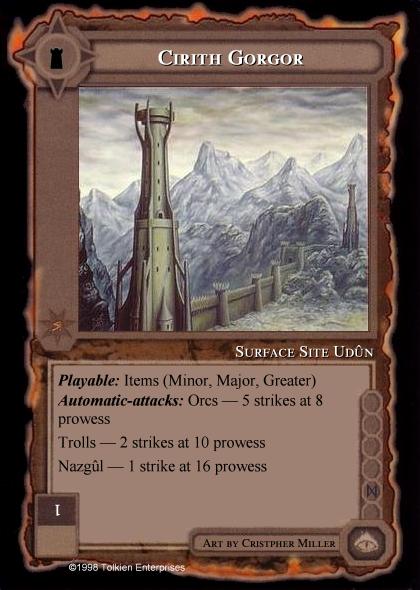 Cirith Gorgor
Surface Site Udûn
Playable: Items (Minor, Major, Greater)
Automatic-attacks: Orcs — 5 strikes at 8
prowess
Trolls — 2 strikes at 10 prowess
Nazgûl — 1 strike at 16 prowess
1
Art by Cristpher Miller
©1998 Tolkien Enterprises